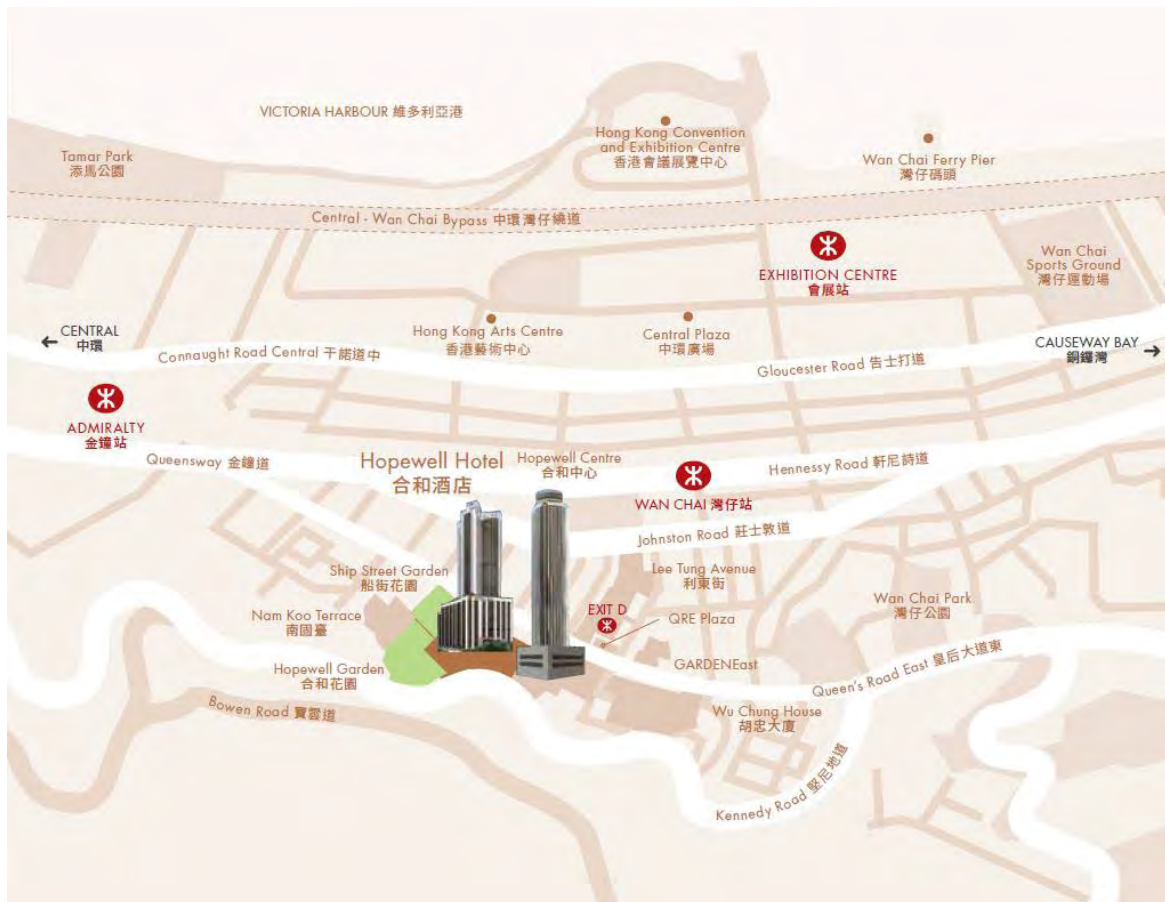 VICTORIA HARBOUR 維多利亞港
Hong Kong Convention
and Exhibition Centre
香港會議展覽中心
Tamar Park
添馬公園
Wan Chai Ferry Pier
灣仔碼頭
Central - Wan Chai Bypass 中環灣仔繞道
EXHIBITION CENTRE
會展站
Wan Chai
Sports Ground
灣仔運動場
CENTRAL
中環
Hong Kong Arts Centre
香港藝術中心
Central Plaza
中環廣場
CAUSEWAY BAY
銅鑼灣
Connaught Road Central 干諾道中
Gloucester Road 告士打道
ADMIRALTY
金鐘站
Queensway 金鐘道
Hopewell Hotel
合和酒店
Hopewell Centre
合和中心
Hennessy Road 軒尼詩道
WAN CHAI 灣仔站
Johnston Road 莊士敦道
Ship Street Garden
船街花園
Lee Tung Avenue
利東街
Nam Koo Terrace
南固臺
EXIT D
QRE Plaza
Wan Chai Park
灣仔公園
Hopewell Garden
合和花園
GARDENEast
Queen's Road East 皇后大道東
Bowen Road 寶雲道
Wu Chung House
胡忠大廈
Kennedy Road 堅尼地道